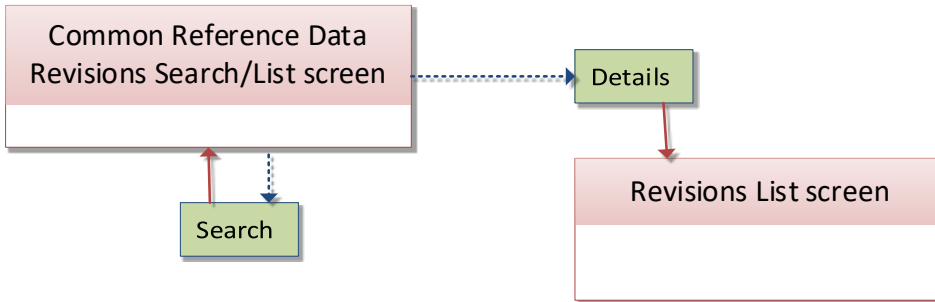 Common Reference Data
Revisions Search/List screen
Details
Revisions List screen
Search